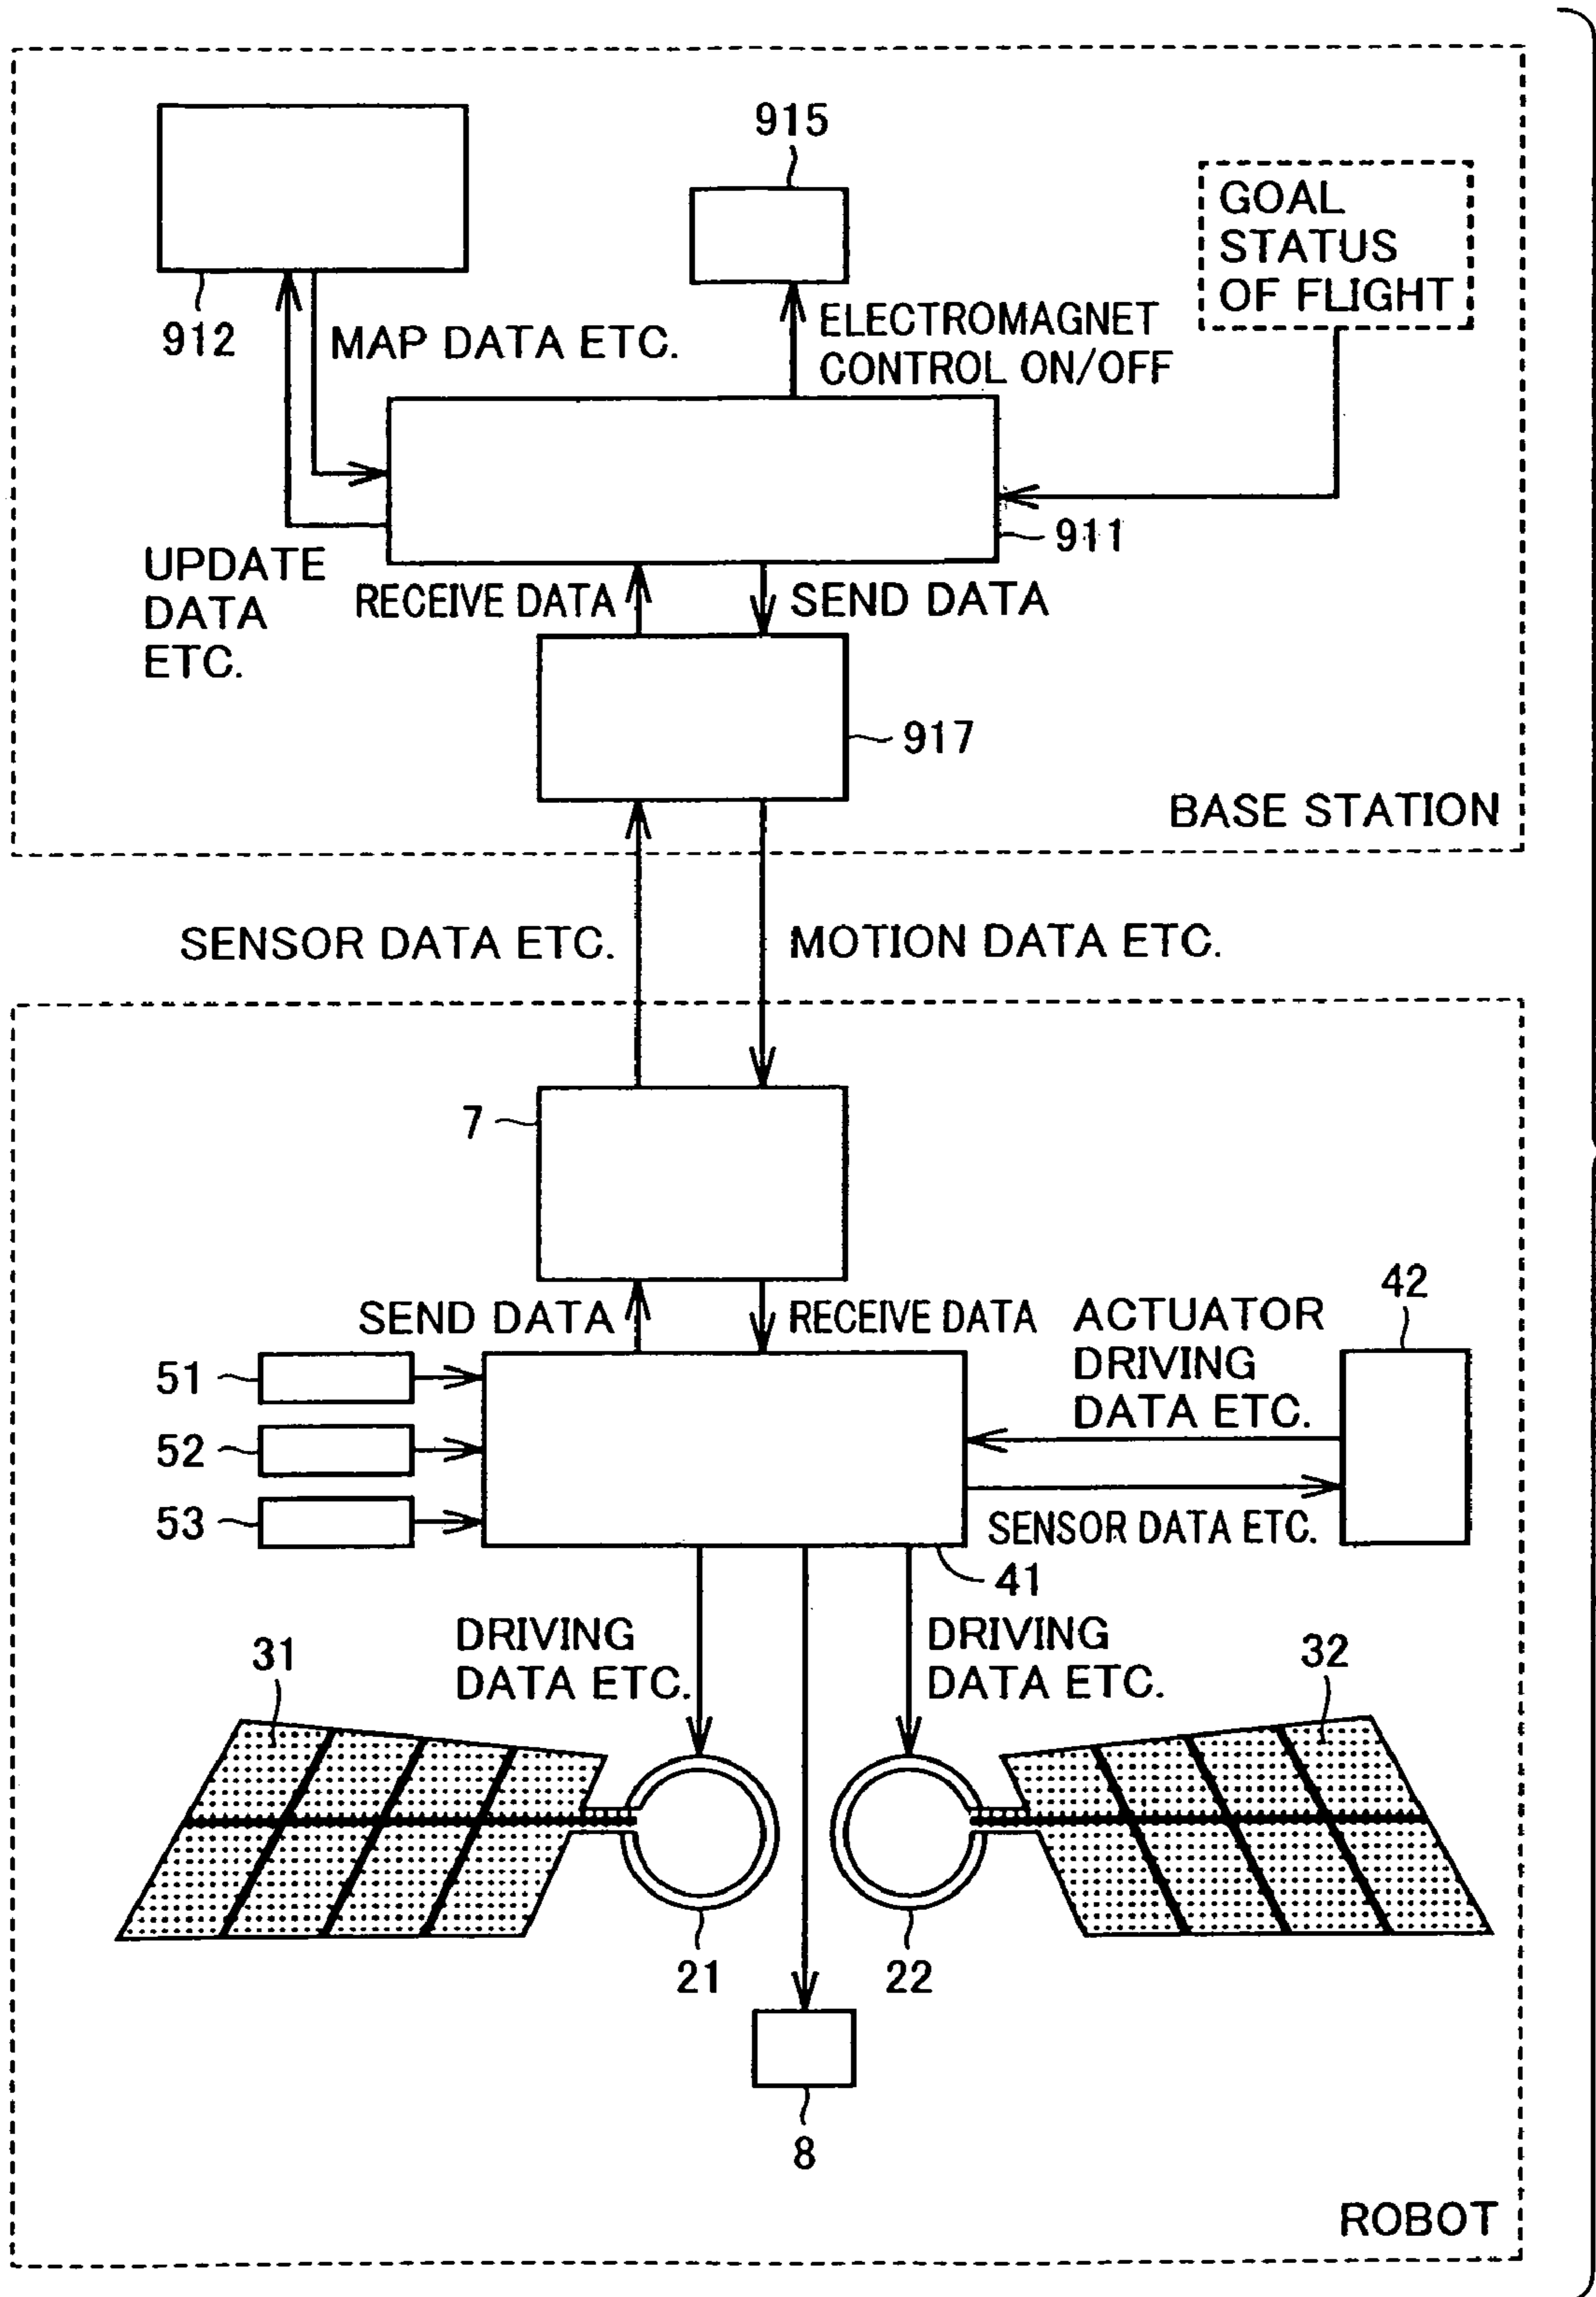 915
GOAL
STATUS
OF FLIGHT
912
MAP DATA ETC.
ELECTROMAGNET
CONTROL ON/OFF
911
UPDATE
DATA
ETC.
RECEIVE DATA
SEND DATA
917
BASE STATION
SENSOR DATA ETC.
MOTION DATA ETC.
7
SEND DATA
RECEIVE DATA
ACTUATOR
DRIVING
DATA ETC.
42
51
52
53
SENSOR DATA ETC.
41
31
DRIVING
DATA ETC.
DRIVING
DATA ETC.
32
21
22
8
ROBOT